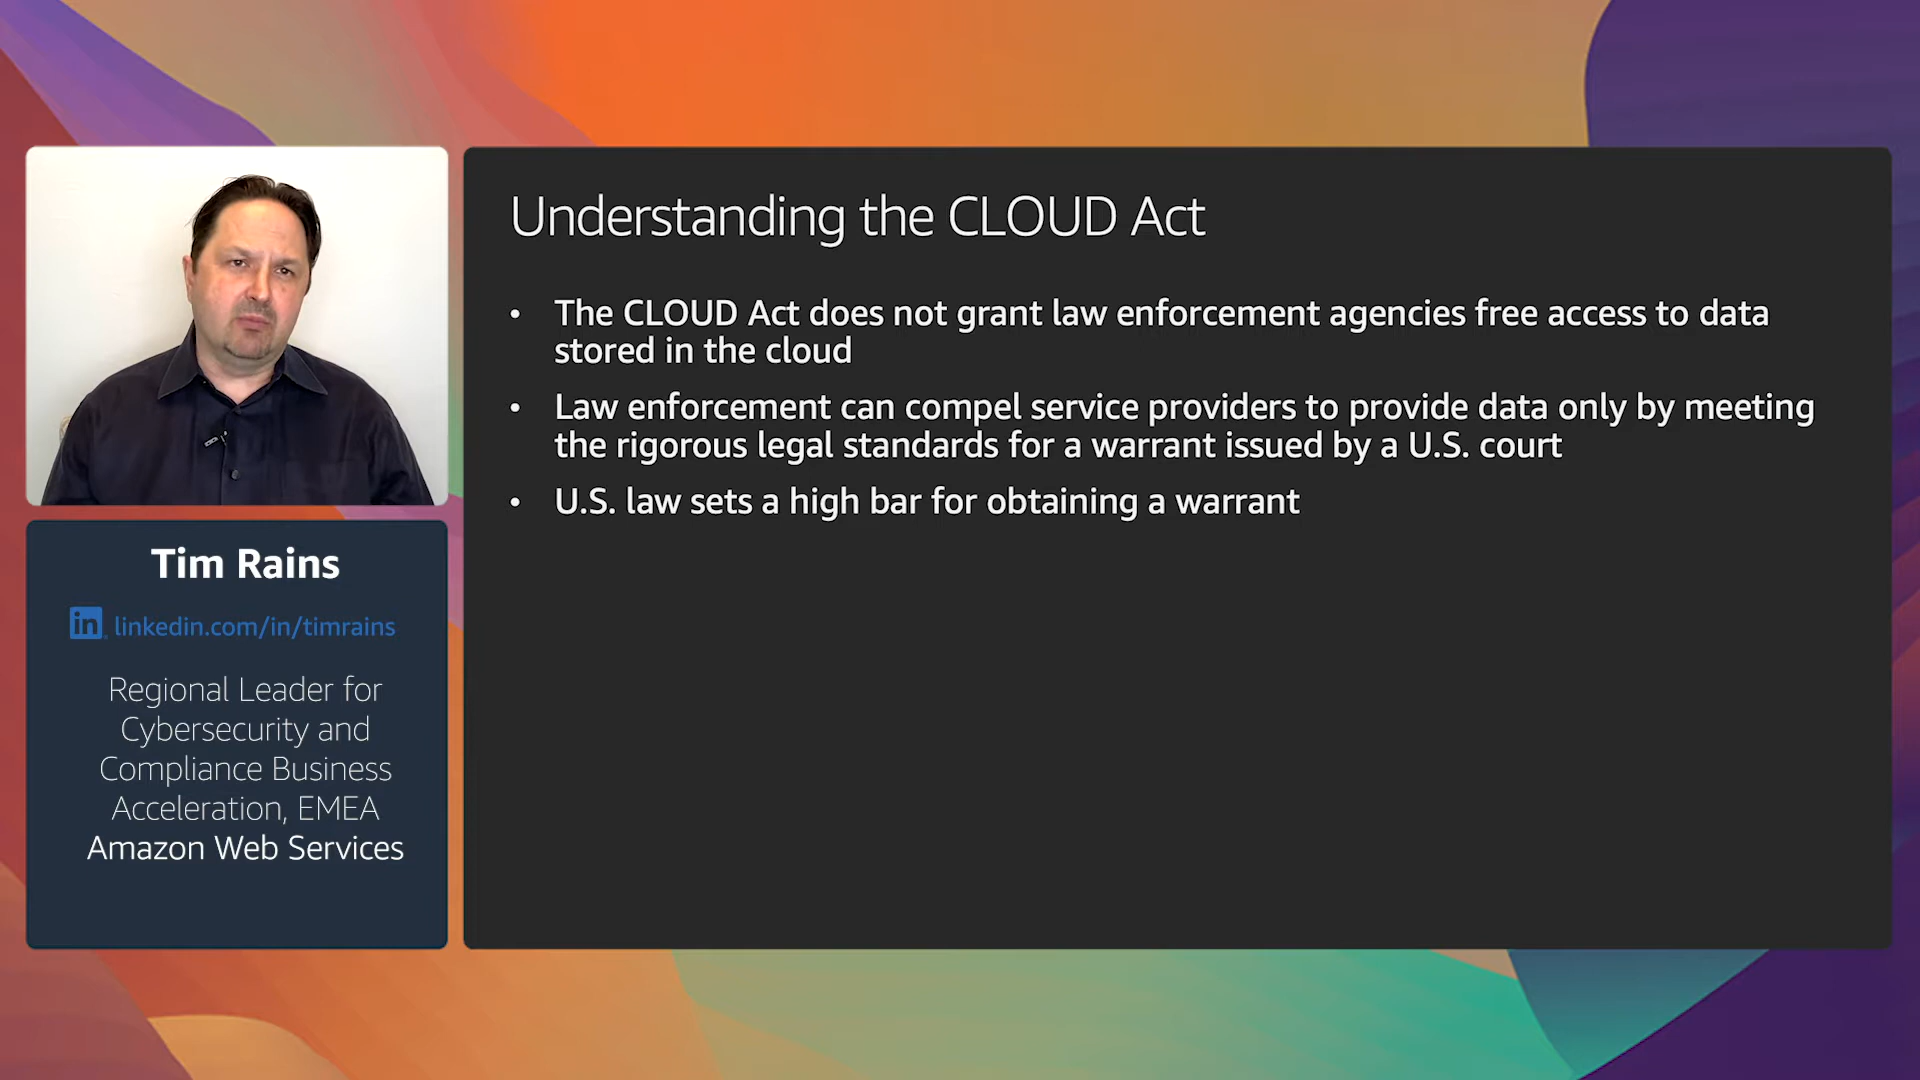 Understanding the CLOUD Act
• The CLOUD Act does not grant law enforcement agencies free access to data
stored in the cloud
• Law enforcement can compel service providers to provide data only by meeting
the rigorous legal standards for a warrant issued by a U.S. court
• U.S. law sets a high bar for obtaining a warrant
Tim Rains
in linkedin.com/in/timrains
Regional Leader for
Cybersecurity and
Compliance Business
Acceleration, EMEA
Amazon Web Services